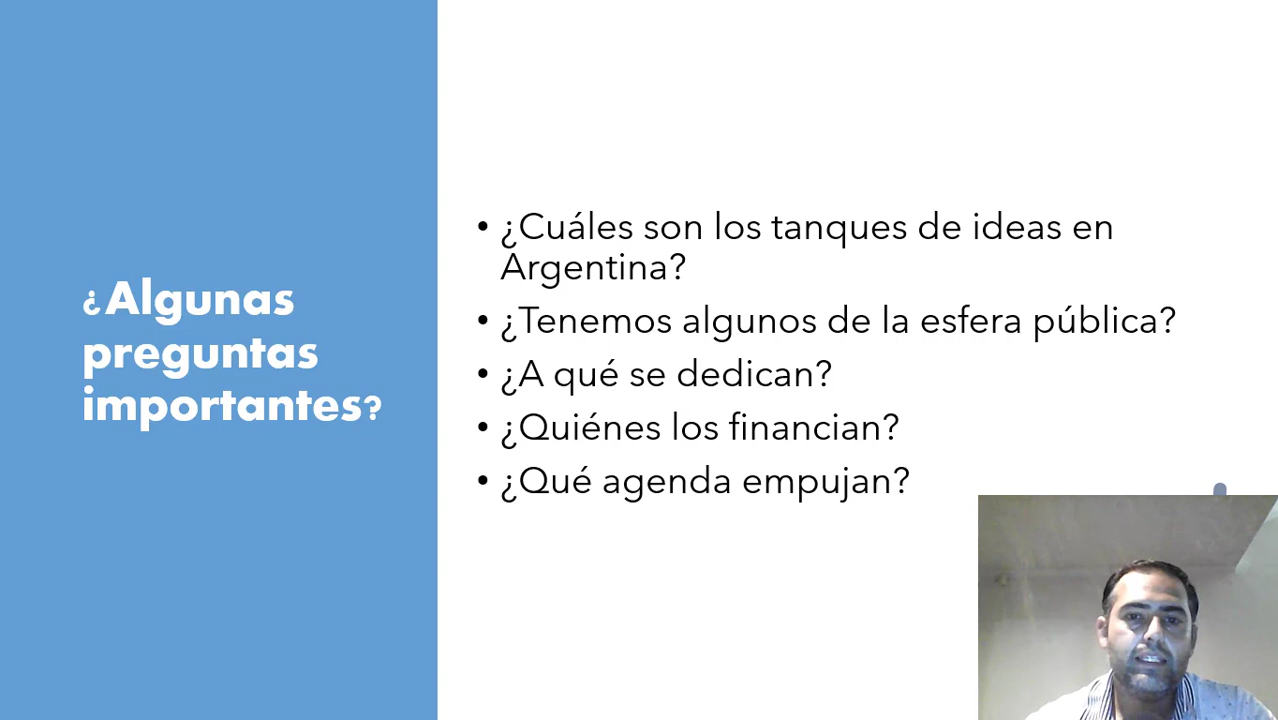 ¿Algunas
preguntas
importantes?
• ¿Cuáles son los tanques de ideas en
Argentina?
• ¿Tenemos algunos de la esfera pública?
• ¿A qué se dedican?
• ¿Quiénes los financian?
• ¿Qué agenda empujan?